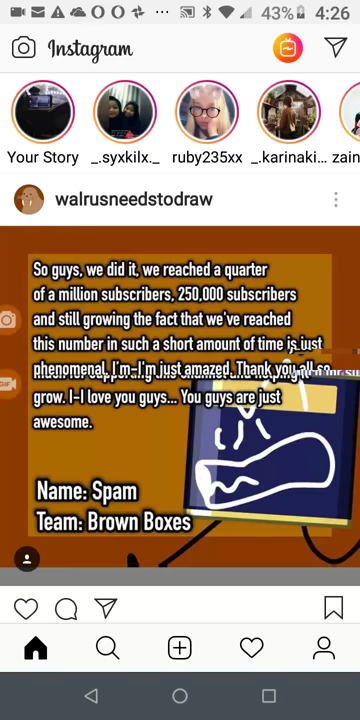 43% 4:26
Instagram
Your Story
_.syxkilx._
ruby235xx
_.karinaki...
zain
walrusneedstodraw
So guys, we did it, we reached a quarter
of a million subscribers, 250,000 subscribers
and still growing the fact that we've reached
this number in such a short amount of time is just
phenomenal, I'm-I'm just amazed. Thank you all so
grow. I-I love you guys... You guys are just
awesome.
GIF
Name: Spam
Team: Brown Boxes